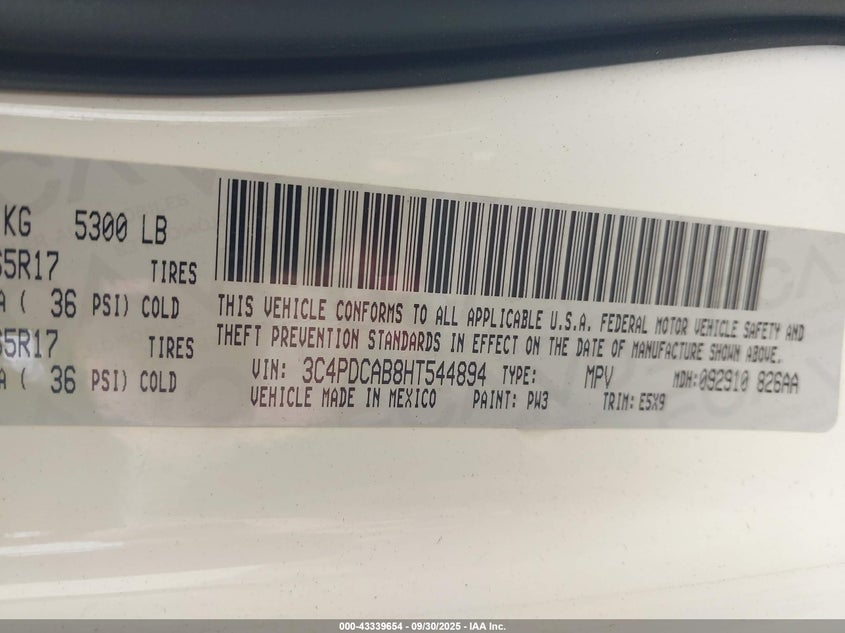 KG 5300 LB
5R17 TIRES
A ( 36 PSI) COLD
5R17 TIRES
A ( 36 PSI) COLD
THIS VEHICLE CONFORMS TO ALL APPLICABLE U.S.A. FEDERAL MOTOR VEHICLE SAFETY AND
THEFT PREVENTION STANDARDS IN EFFECT ON THE DATE OF MANUFACTURE SHOWN ABOVE.
VIN: 3C4PDCAB8HT544894 TYPE: MPV MDH:092910 826AA
VEHICLE MADE IN MEXICO PAINT: PW3 TRIM: E5X9
000-43339654 - 09/30/2025 - IAA Inc.